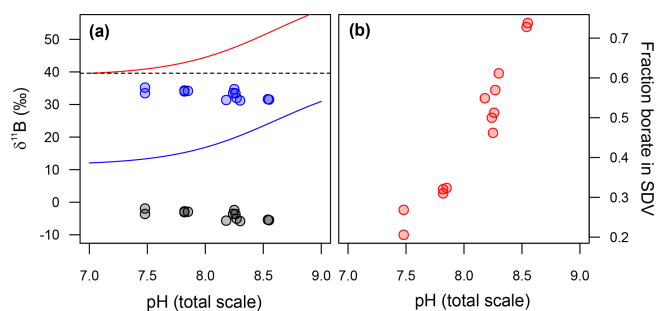 (a)
(b)
δ¹¹B (‰)
50
40
30
20
10
0
-10
7.0 7.5 8.0 8.5 9.0
pH (total scale)
7.0 7.5 8.0 8.5 9.0
pH (total scale)
0.7
0.6
0.5
0.4
0.3
0.2
Fraction borate in SDV